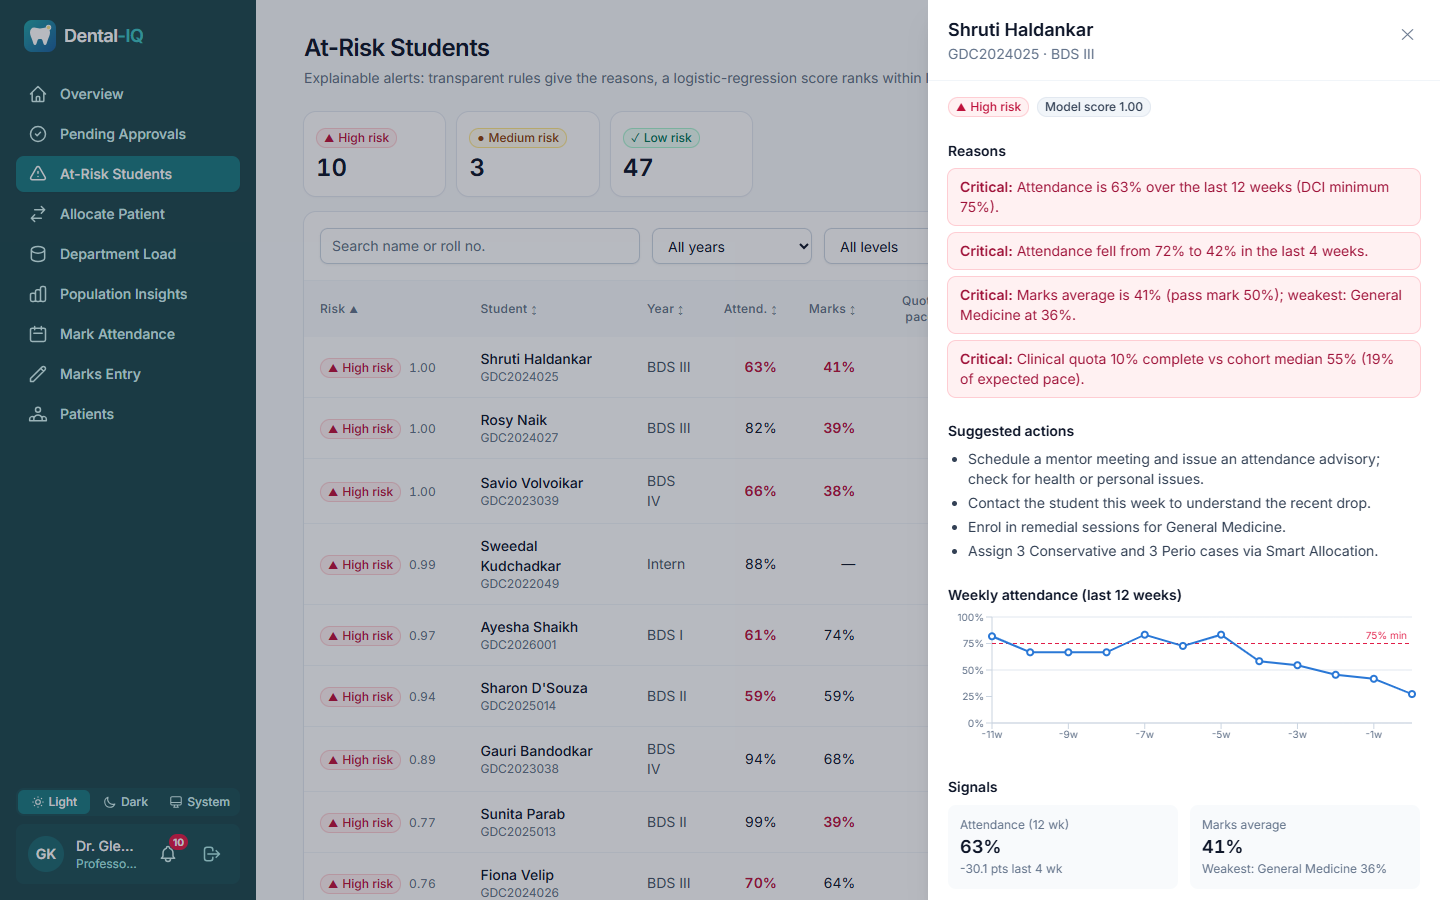 Dental-IQ
Overview
Pending Approvals
At-Risk Students
Allocate Patient
Department Load
Population Insights
Mark Attendance
Marks Entry
Patients
Light
Dark
System
GK
Dr. Gle...
Professo...
10
At-Risk Students
Explainable alerts: transparent rules give the reasons, a logistic-regression score ranks within
High risk
10
Medium risk
3
Low risk
47
Search name or roll no.
All years
All levels
Risk ▲ Student ↕ Year ↕ Attend. ↕ Marks ↕
High risk 1.00 Shruti Haldankar GDC2024025 BDS III 63% 41%
High risk 1.00 Rosy Naik GDC2024027 BDS III 82% 39%
High risk 1.00 Savio Volvoikar GDC2023039 BDS IV 66% 38%
High risk 0.99 Sweedal Kudchadkar GDC2022049 Intern 88% —
High risk 0.97 Ayesha Shaikh GDC2026001 BDS I 61% 74%
High risk 0.94 Sharon D'Souza GDC2025014 BDS II 59% 59%
High risk 0.89 Gauri Bandodkar GDC2023038 BDS IV 94% 68%
High risk 0.77 Sunita Parab GDC2025013 BDS II 99% 39%
High risk 0.76 Fiona Velip GDC2024026 BDS III 70% 64%
Shruti Haldankar
GDC2024025 · BDS III
High risk
Model score 1.00
Reasons
Critical: Attendance is 63% over the last 12 weeks (DCI minimum
75%).
Critical: Attendance fell from 72% to 42% in the last 4 weeks.
Critical: Marks average is 41% (pass mark 50%); weakest: General
Medicine at 36%.
Critical: Clinical quota 10% complete vs cohort median 55% (19%
of expected pace).
Suggested actions
• Schedule a mentor meeting and issue an attendance advisory;
check for health or personal issues.
• Contact the student this week to understand the recent drop.
• Enrol in remedial sessions for General Medicine.
• Assign 3 Conservative and 3 Perio cases via Smart Allocation.
Weekly attendance (last 12 weeks)
100%
75%
50%
25%
0%
75% min
-11w -9w -7w -5w -3w -1w
Signals
Attendance (12 wk)
63%
-30.1 pts last 4 wk
Marks average
41%
Weakest: General Medicine 36%